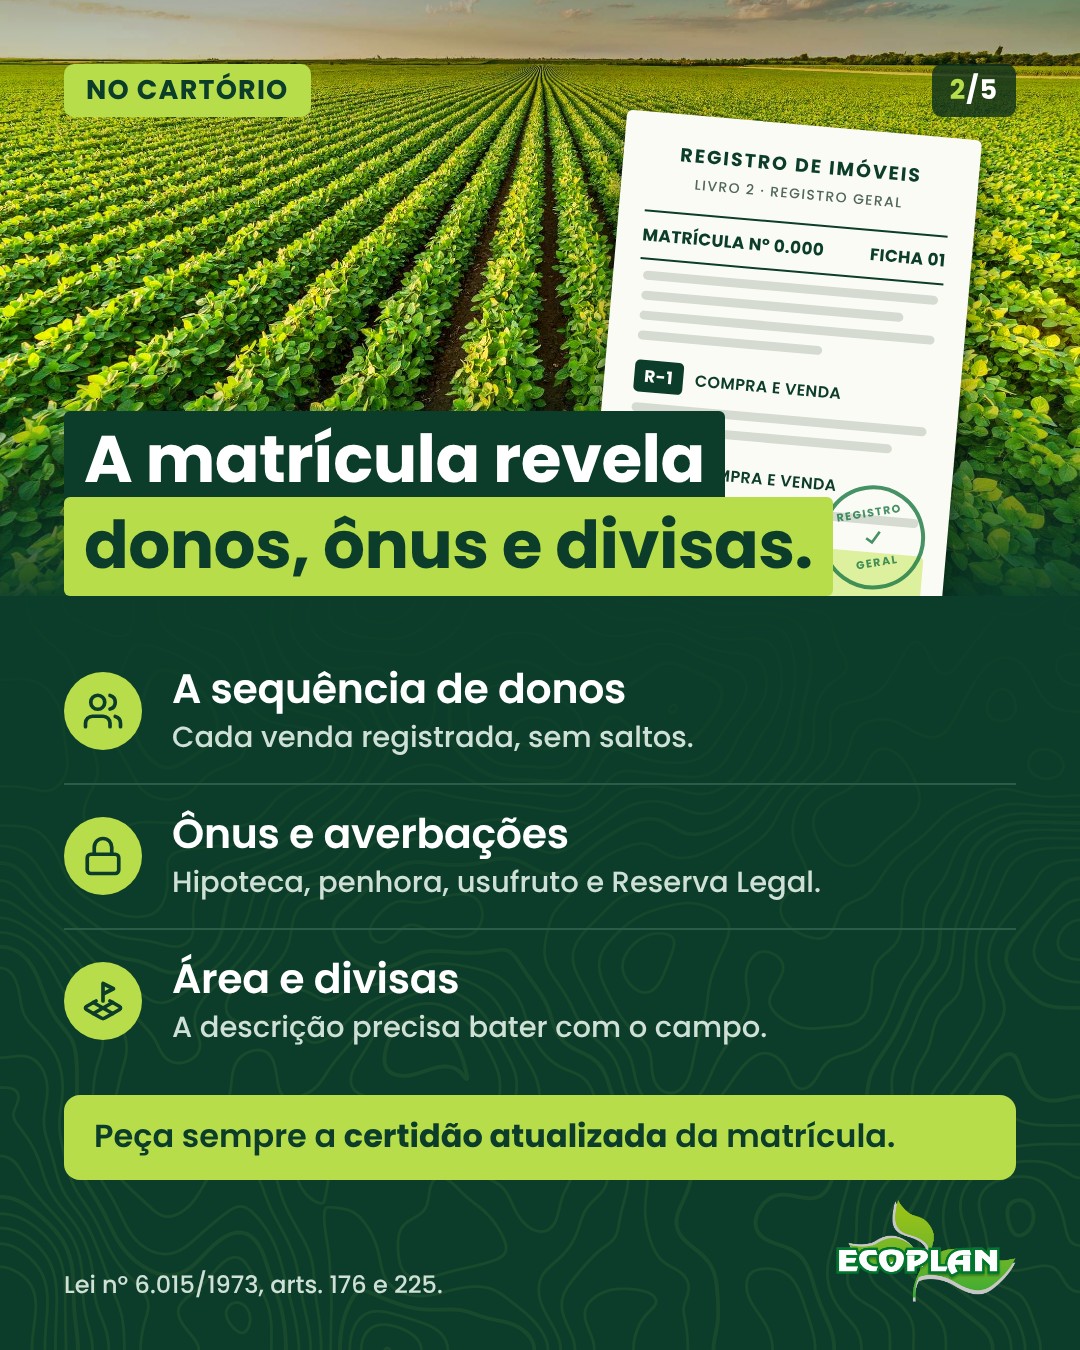 NO CARTÓRIO
2/5
REGISTRO DE IMÓVEIS
LIVRO 2 · REGISTRO GERAL
MATRÍCULA Nº 0.000 FICHA 01
R-1 COMPRA E VENDA
E VENDA
REGISTRO
GERAL
A matrícula revela
donos, ônus e divisas.
A sequência de donos
Cada venda registrada, sem saltos.
Ônus e averbações
Hipoteca, penhora, usufruto e Reserva Legal.
Área e divisas
A descrição precisa bater com o campo.
Peça sempre a certidão atualizada da matrícula.
Lei nº 6.015/1973, arts. 176 e 225.
ECOPLAN